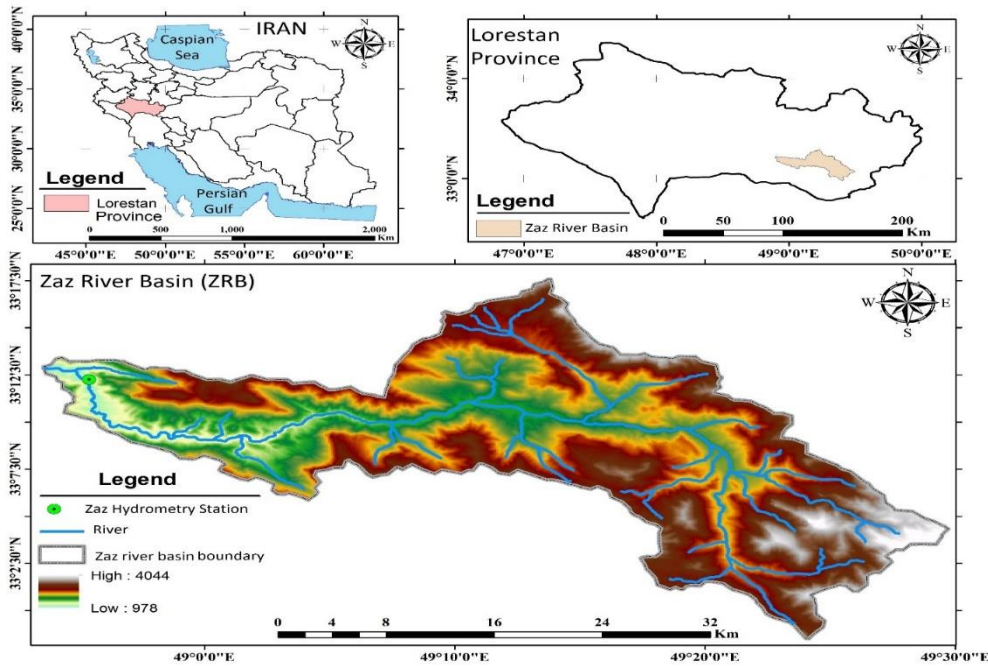 IRAN
Caspian
Sea
N
W
E
S
40°0'0"N
35°0'0"N
30°0'0"N
25°0'0"N
Persian
Gulf
Legend
Lorestan
Province
0
500
1,000
2,000
Km
45°0'0"E
50°0'0"E
55°0'0"E
60°0'0"E
Lorestan
Province
N
W
E
S
34°0'0"N
33°0'0"N
Legend
Zaz River Basin
0
50
100
200
Km
47°0'0"E
48°0'0"E
49°0'0"E
50°0'0"E
Zaz River Basin (ZRB)
N
W
E
S
33°17'30"N
33°12'30"N
33°7'30"N
33°2'30"N
Legend
Zaz Hydrometry Station
River
Zaz river basin boundary
High : 4044
Low : 978
0
2
4
8
16
24
32
Km
49°0'0"E
49°10'0"E
49°20'0"E
49°30'0"E